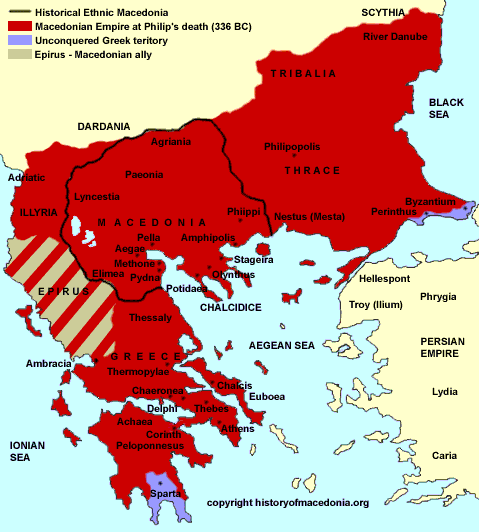 Historical Ethnic Macedonia
Macedonian Empire at Philip's death (336 BC)
Unconquered Greek teritory
Epirus - Macedonian ally
SCYTHIA
River Danube
TRIBALIA
BLACK SEA
DARDANIA
Agriania
Philipopolis
THRACE
Adriatic
Paeonia
Lyncestia
ILLYRIA
MACEDONIA
Philippi
Nestus (Mesta)
Byzantium
Perinthus
Pella
Amphipolis
Aegae
Stageira
Methone
Elimea
Pydna
Olynthus
Potidaea
EPIRUS
CHALCIDICE
Hellespont
Troy (Ilium)
Phrygia
Thessaly
AEGEAN SEA
PERSIAN EMPIRE
GREECE
Ambracia
Thermopylae
Chalcis
Chaeronea
Euboea
Lydia
Delphi
Thebes
Achaea
Athens
Corinth
Peloponnesus
IONIAN SEA
Caria
Sparta
copyright historyofmacedonia.org